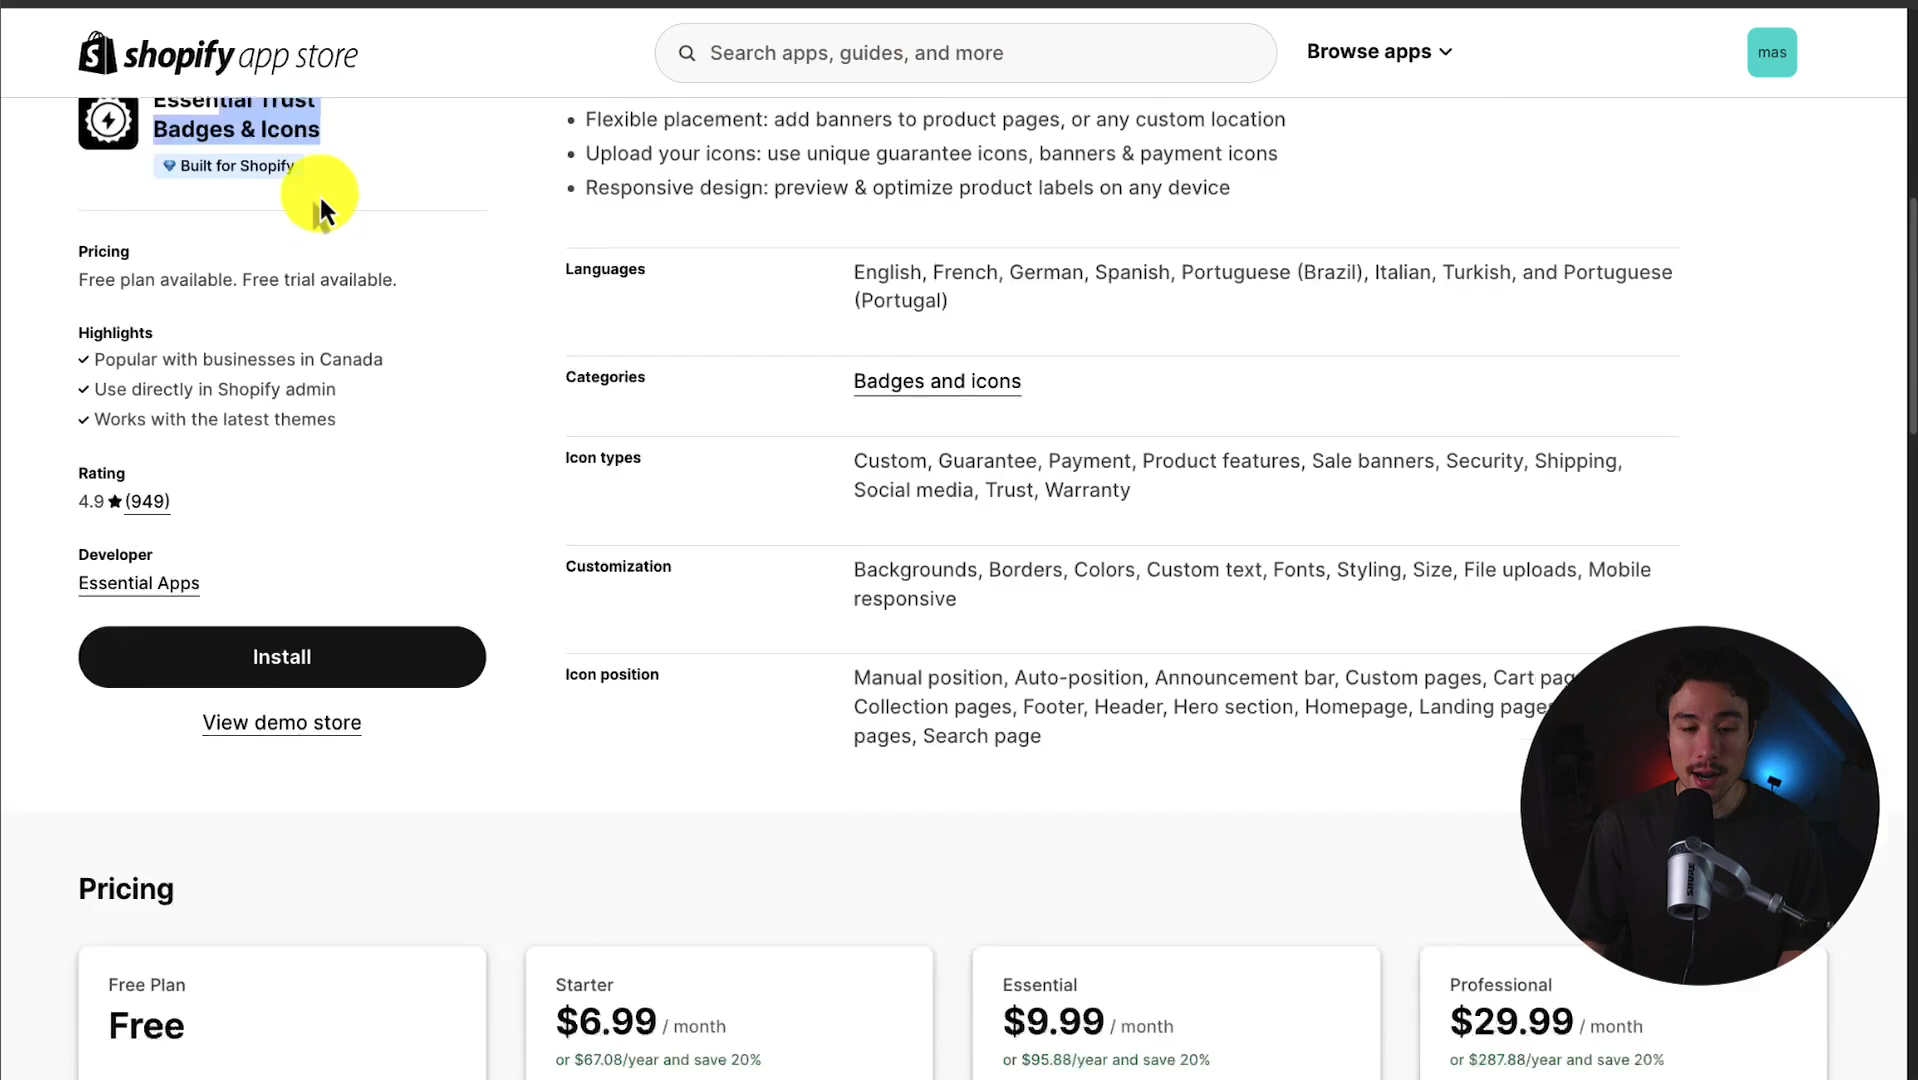 shopify app store
Search apps, guides, and more
Browse apps
mas
Essential Trust
Badges & Icons
Built for Shopify
Pricing
Free plan available. Free trial available.
Highlights
Popular with businesses in Canada
Use directly in Shopify admin
Works with the latest themes
Rating
4.9 ★ (949)
Developer
Essential Apps
Install
View demo store
• Flexible placement: add banners to product pages, or any custom location
• Upload your icons: use unique guarantee icons, banners & payment icons
• Responsive design: preview & optimize product labels on any device
Languages
English, French, German, Spanish, Portuguese (Brazil), Italian, Turkish, and Portuguese
(Portugal)
Categories
Badges and icons
Icon types
Custom, Guarantee, Payment, Product features, Sale banners, Security, Shipping,
Social media, Trust, Warranty
Customization
Backgrounds, Borders, Colors, Custom text, Fonts, Styling, Size, File uploads, Mobile
responsive
Icon position
Manual position, Auto-position, Announcement bar, Custom pages, Cart
Collection pages, Footer, Header, Hero section, Homepage, Landing pages
pages, Search page
Pricing
Free Plan
Free
Starter
$6.99 / month
or $67.08/year and save 20%
Essential
$9.99 / month
or $95.88/year and save 20%
Professional
$29.99 / month
or $287.88/year and save 20%
SHURE